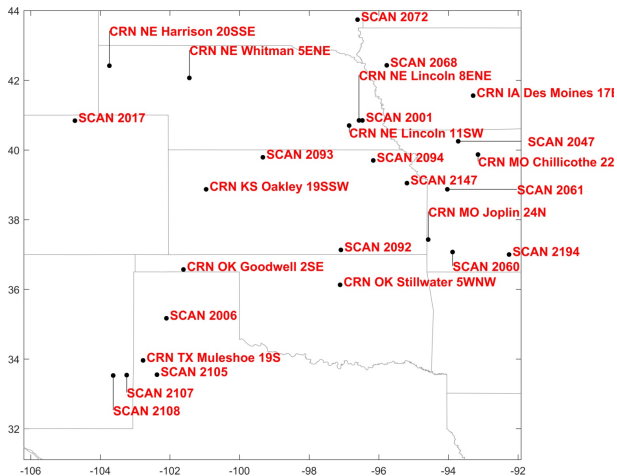 44
SCAN 2072
CRN NE Harrison 20SSE
CRN NE Whitman 5ENE
SCAN 2068
CRN NE Lincoln 8ENE
42
CRN IA Des Moines 17E
SCAN 2017
SCAN 2001
CRN NE Lincoln 11SW
SCAN 2047
40
SCAN 2093
SCAN 2094
CRN MO Chillicothe 22
SCAN 2147
CRN KS Oakley 19SSW
SCAN 2061
38
CRN MO Joplin 24N
SCAN 2092
SCAN 2194
CRN OK Goodwell 2SE
SCAN 2060
36
CRN OK Stillwater 5WNW
SCAN 2006
34
CRN TX Muleshoe 19S
SCAN 2105
SCAN 2107
SCAN 2108
32
-106 -104 -102 -100 -98 -96 -94 -92